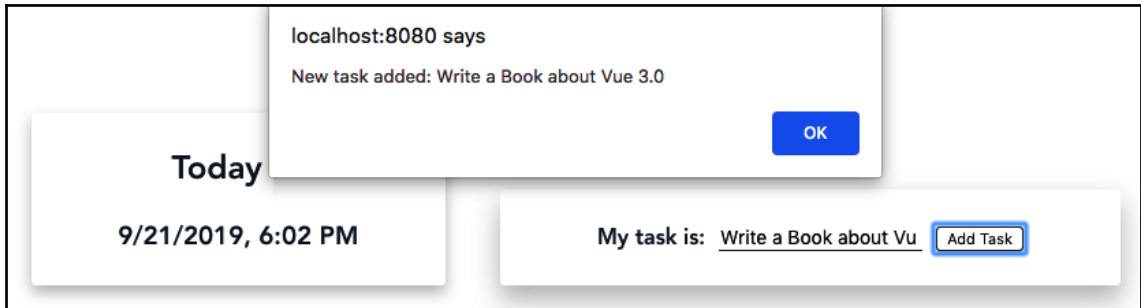 localhost:8080 says
New task added: Write a Book about Vue 3.0
OK
Today
9/21/2019, 6:02 PM
My task is: Write a Book about Vu Add Task